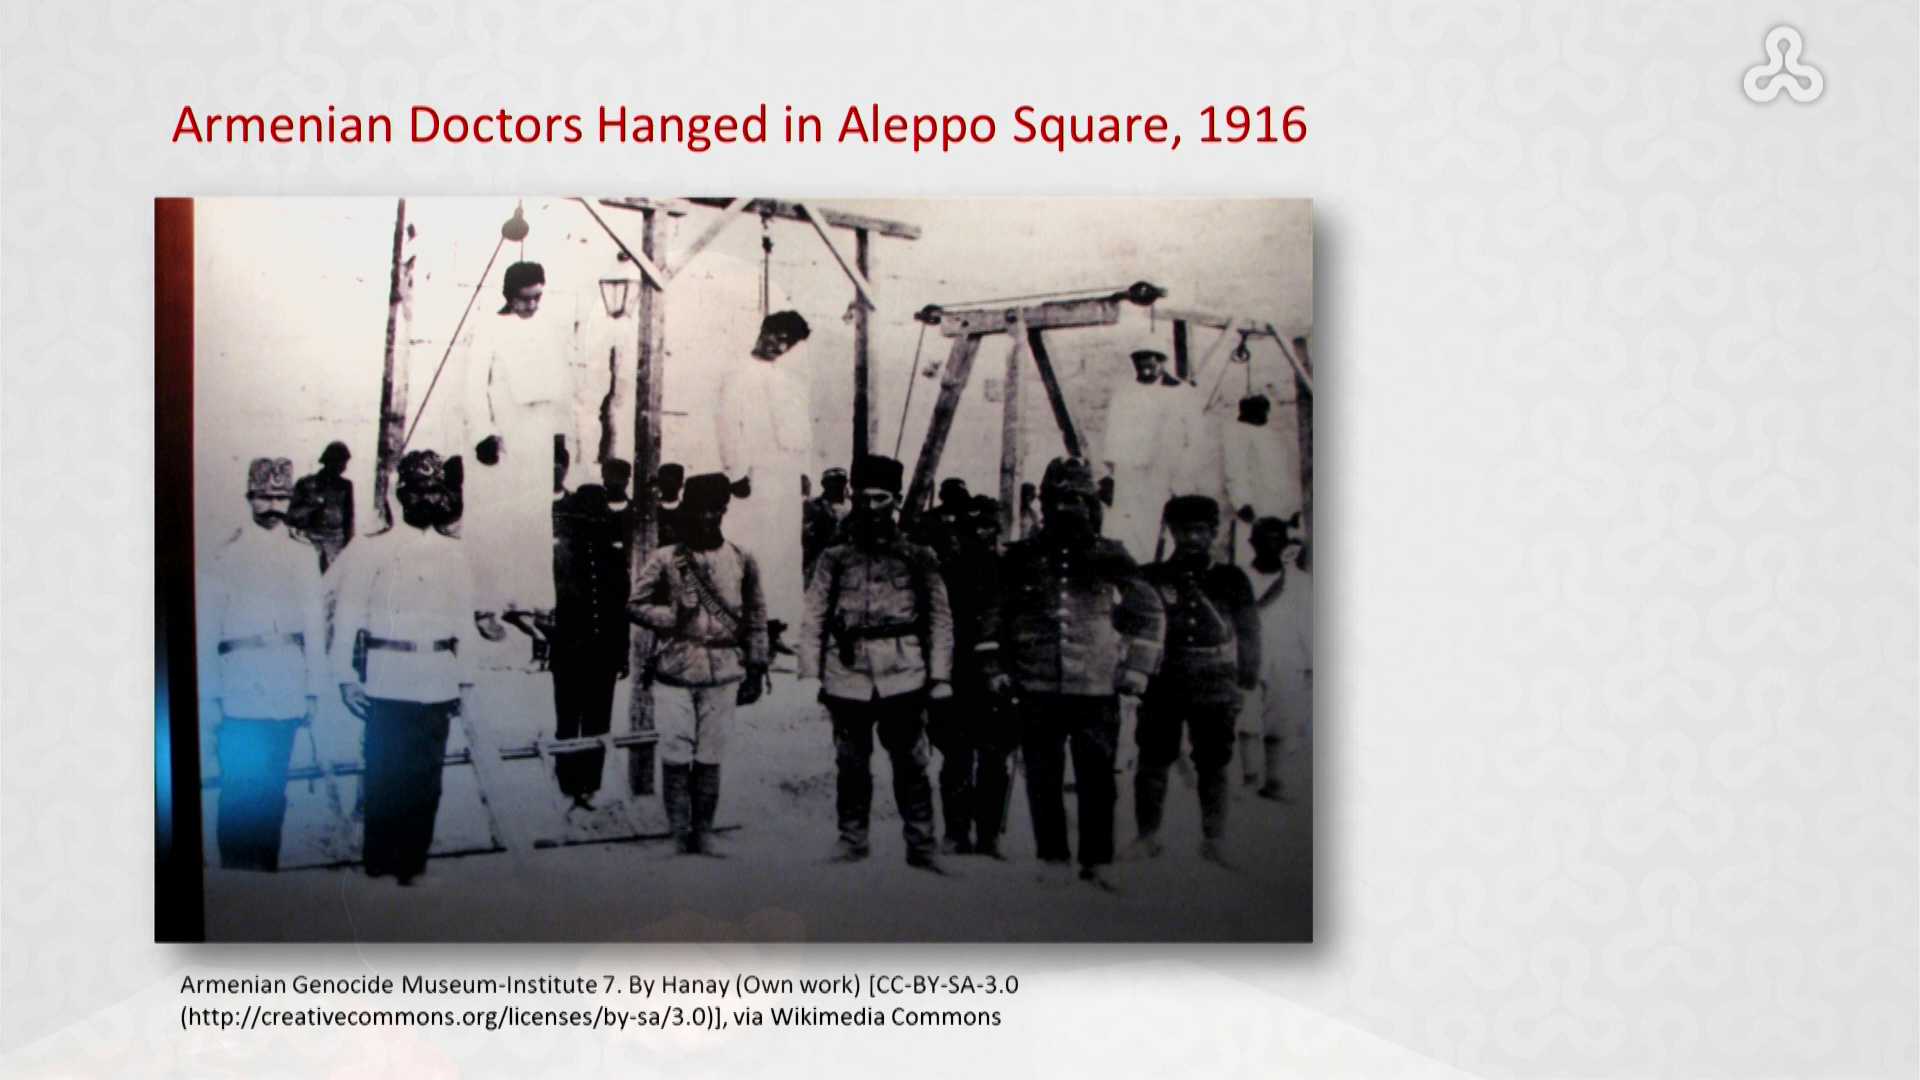 Armenian Doctors Hanged in Aleppo Square, 1916
Armenian Genocide Museum-Institute 7. By Hanay (Own work) [CC-BY-SA-3.0
(http://creativecommons.org/licenses/by-sa/3.0)], via Wikimedia Commons